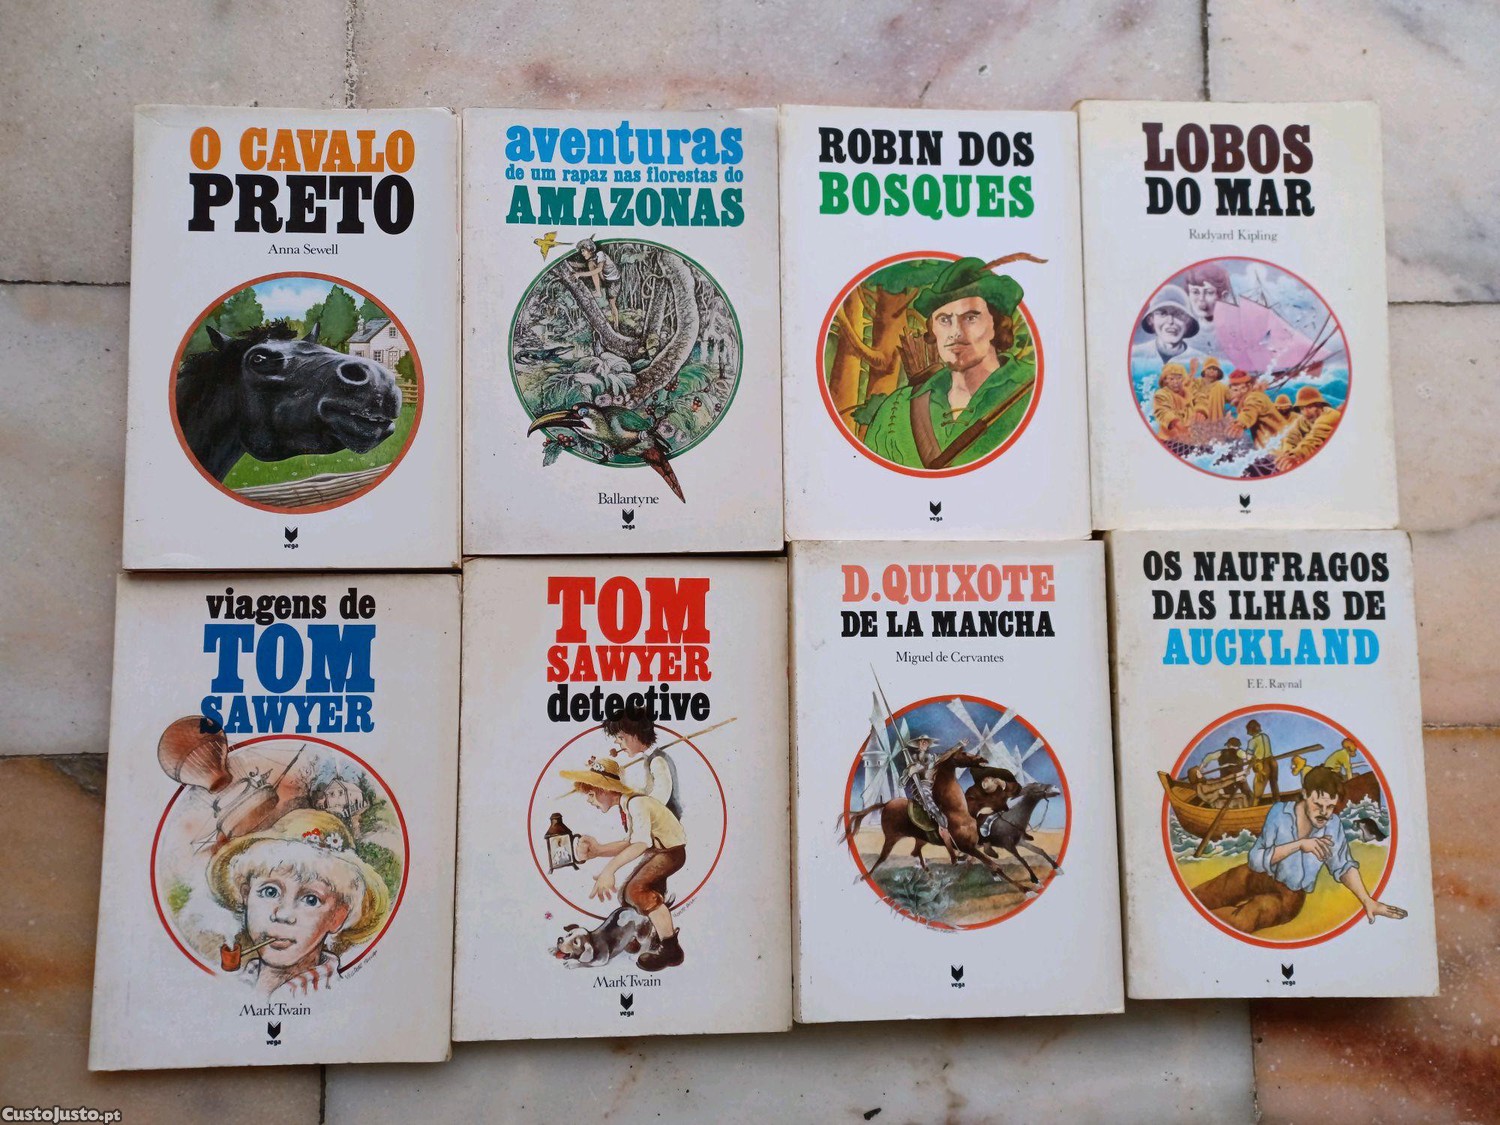 O CAVALO
PRETO
Anna Sewell
vega
aventuras
de um rapaz nas florestas do
AMAZONAS
Ballantyne
vega
ROBIN DOS
BOSQUES
vega
LOBOS
DO MAR
Rudyard Kipling
vega
viagens de
TOM
SAWYER
Mark Twain
vega
TOM
SAWYER
detective
Mark Twain
vega
D. QUIXOTE
DE LA MANCHA
Miguel de Cervantes
vega
OS NAUFRAGOS
DAS ILHAS DE
AUCKLAND
F.E. Raynal
vega
CustoJusto.pt